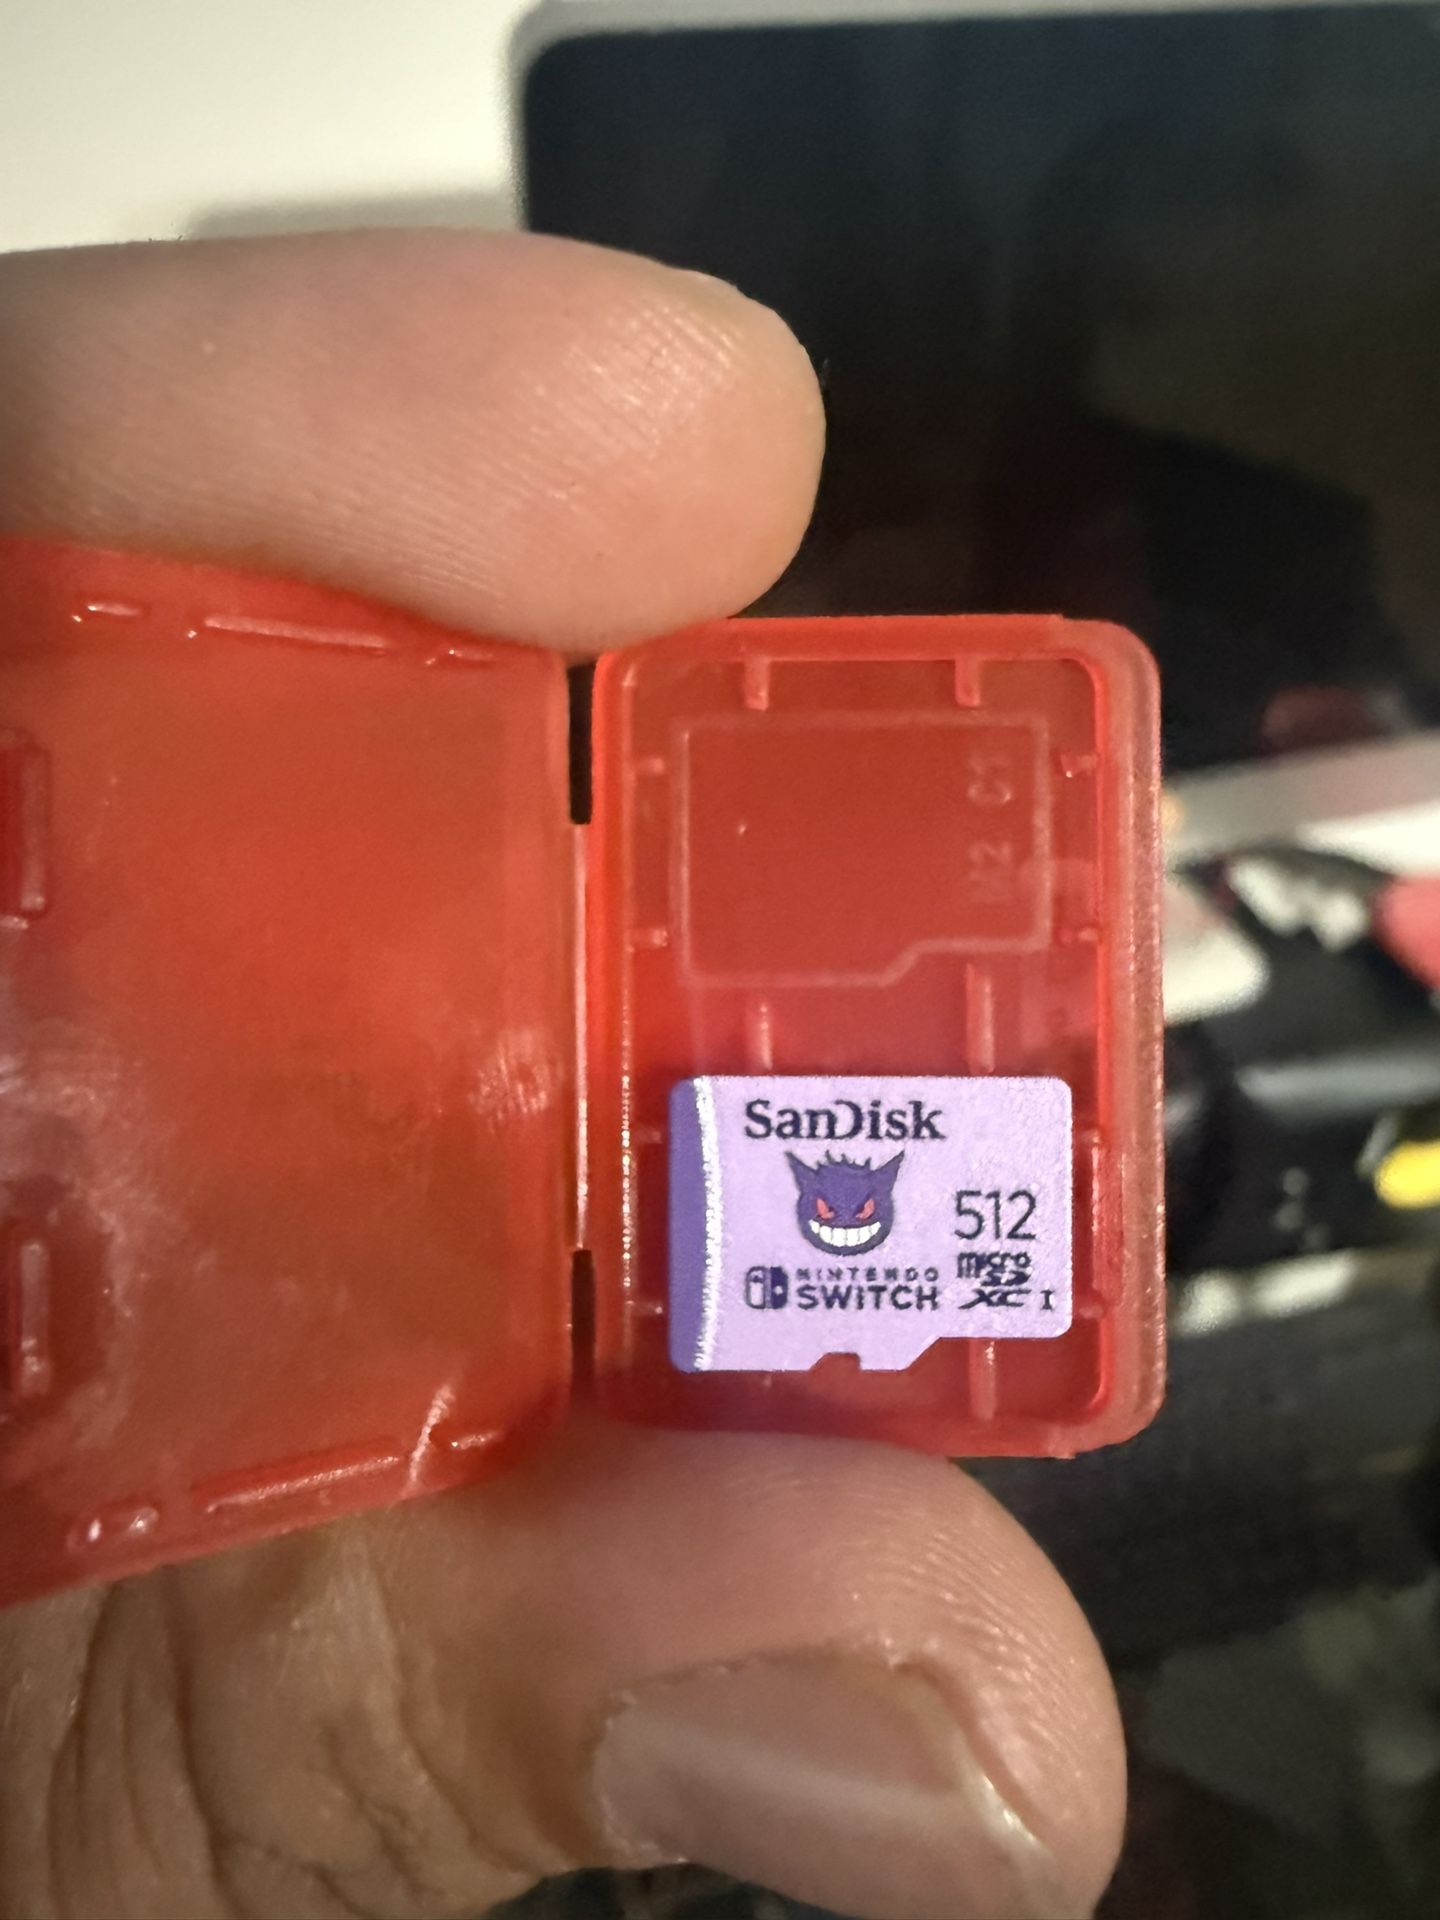 SanDisk
512
micro
SD
XC I
NINTENDO
SWITCH